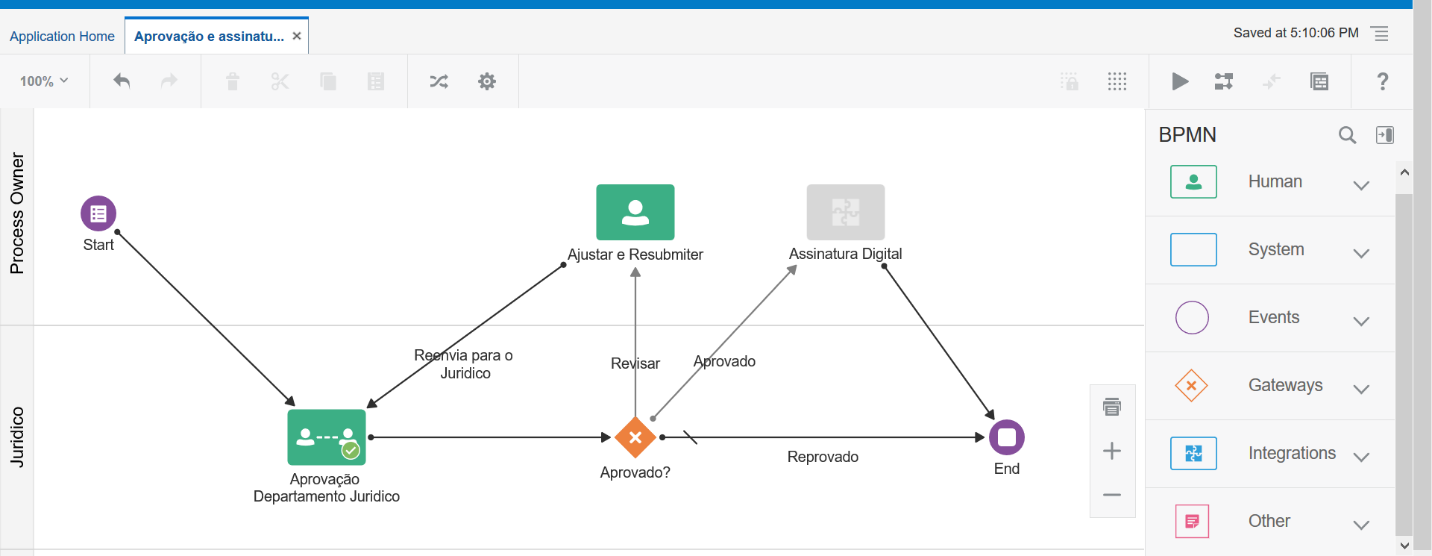 Application Home
Aprovação e assinatu... ×
Saved at 5:10:06 PM
100%
?
BPMN
Process Owner
Start
Ajustar e Resubmiter
Assinatura Digital
Human
System
Events
Gateways
Integrations
Other
Juridico
Reenvia para o
Juridico
Revisar
Aprovado
Aprovação
Departamento Juridico
Aprovado?
Reprovado
End